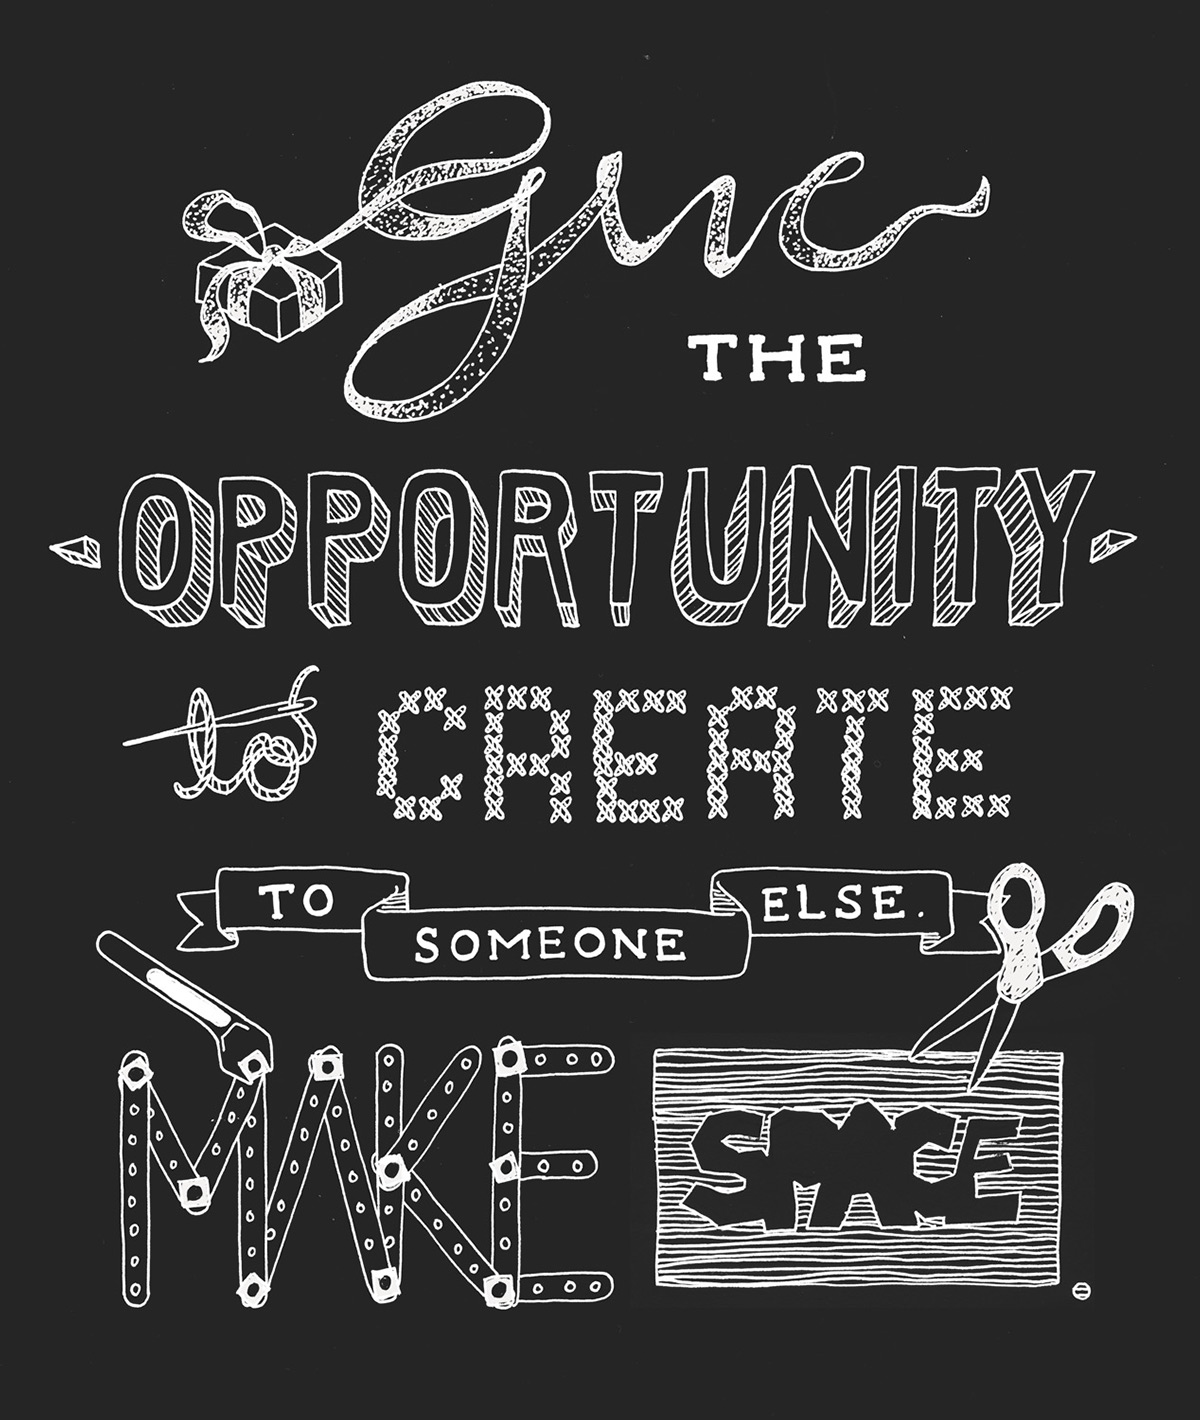 Give
THE
OPPORTUNITY
to CREATE
TO SOMEONE ELSE.
MAKE SPACE.